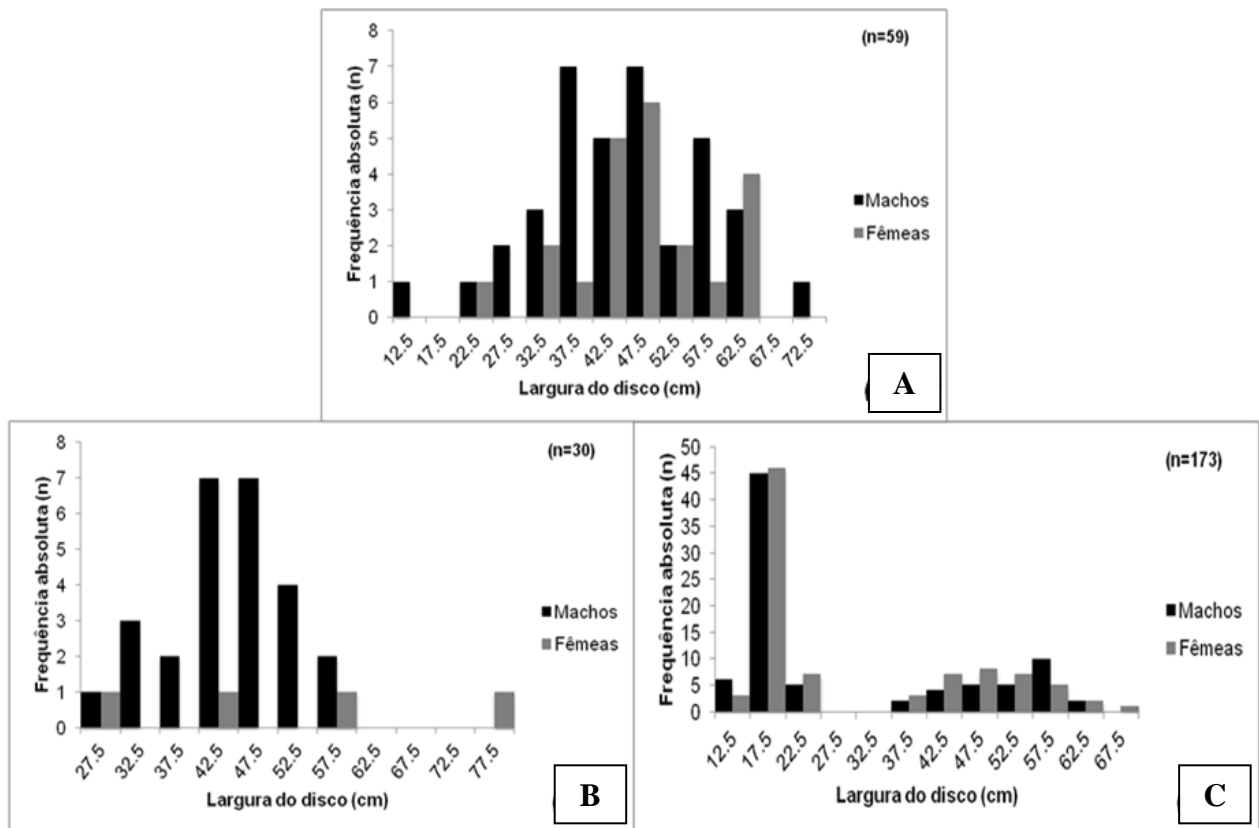 (n=59)
Frequência absoluta (n)
8
7
6
5
4
3
2
1
0
Machos
Fêmeas
12.5 17.5 22.5 27.5 32.5 37.5 42.5 47.5 52.5 57.5 62.5 67.5 72.5
Largura do disco (cm)
A
(n=30)
Frequência absoluta (n)
8
7
6
5
4
3
2
1
0
Machos
Fêmeas
27.5 32.5 37.5 42.5 47.5 52.5 57.5 62.5 67.5 72.5 77.5
Largura do disco (cm)
B
(n=173)
Frequência absoluta (n)
50
45
40
35
30
25
20
15
10
5
0
Machos
Fêmeas
12.5 17.5 22.5 27.5 32.5 37.5 42.5 47.5 52.5 57.5 62.5 67.5
Largura do disco (cm)
C